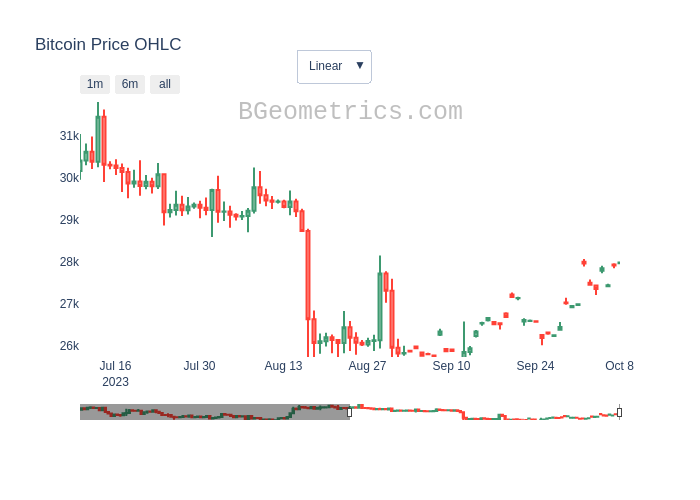 Bitcoin Price OHLC
Linear ▼
1m 6m all
BGeometrics.com
31k
30k
29k
28k
27k
26k
Jul 16 Jul 30 Aug 13 Aug 27 Sep 10 Sep 24 Oct 8
2023